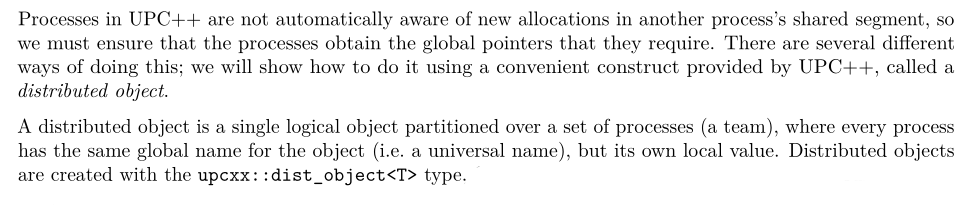 Processes in UPC++ are not automatically aware of new allocations in another process's shared segment, so
we must ensure that the processes obtain the global pointers that they require. There are several different
ways of doing this; we will show how to do it using a convenient construct provided by UPC++, called a
distributed object.
A distributed object is a single logical object partitioned over a set of processes (a team), where every process
has the same global name for the object (i.e. a universal name), but its own local value. Distributed objects
are created with the upcxx::dist_object<T> type.